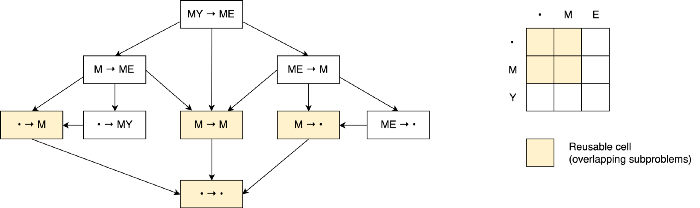 MY → ME
M → ME
ME → M
• → M
• → MY
M → M
M → •
ME → •
• → •
• M E
•
M
Y
Reusable cell
(overlapping subproblems)